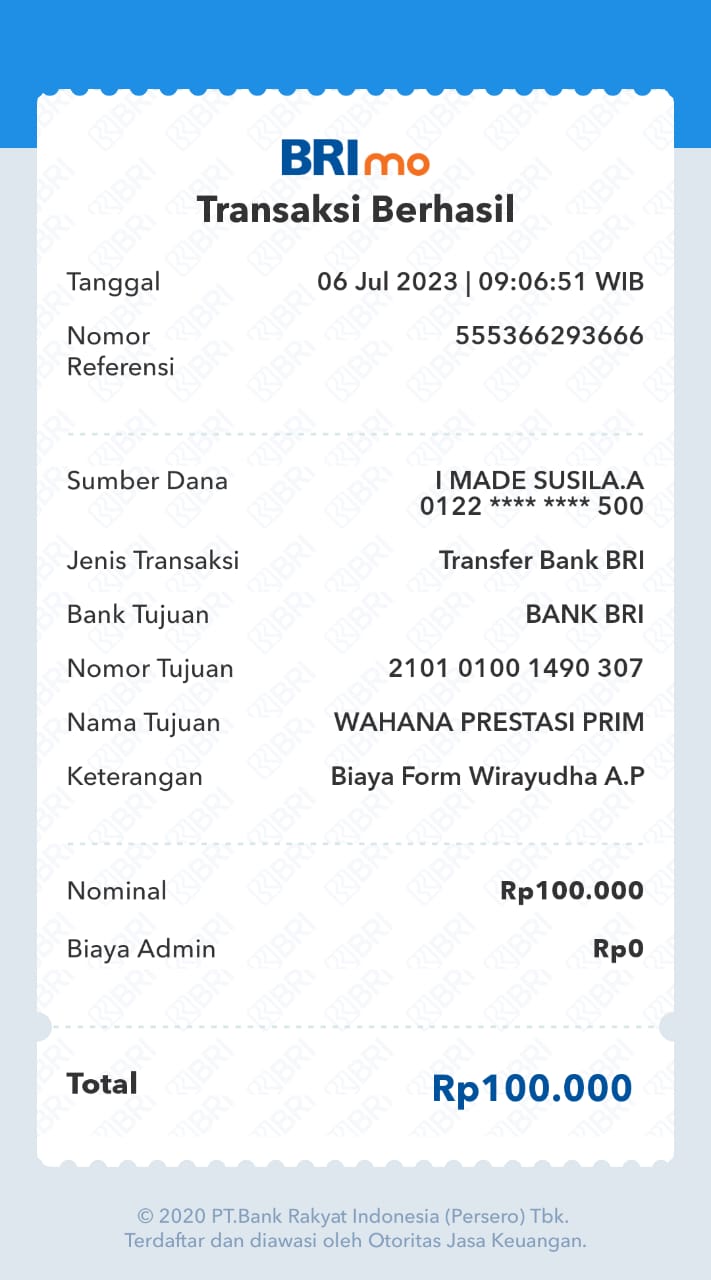 BRImo
Transaksi Berhasil
Tanggal 06 Jul 2023 | 09:06:51 WIB
Nomor 555366293666
Referensi
Sumber Dana I MADE SUSILA.A
0122 **** **** 500
Jenis Transaksi Transfer Bank BRI
Bank Tujuan BANK BRI
Nomor Tujuan 2101 0100 1490 307
Nama Tujuan WAHANA PRESTASI PRIM
Keterangan Biaya Form Wirayudha A.P
Nominal Rp100.000
Biaya Admin Rp0
Total Rp100.000
© 2020 PT.Bank Rakyat Indonesia (Persero) Tbk.
Terdaftar dan diawasi oleh Otoritas Jasa Keuangan.